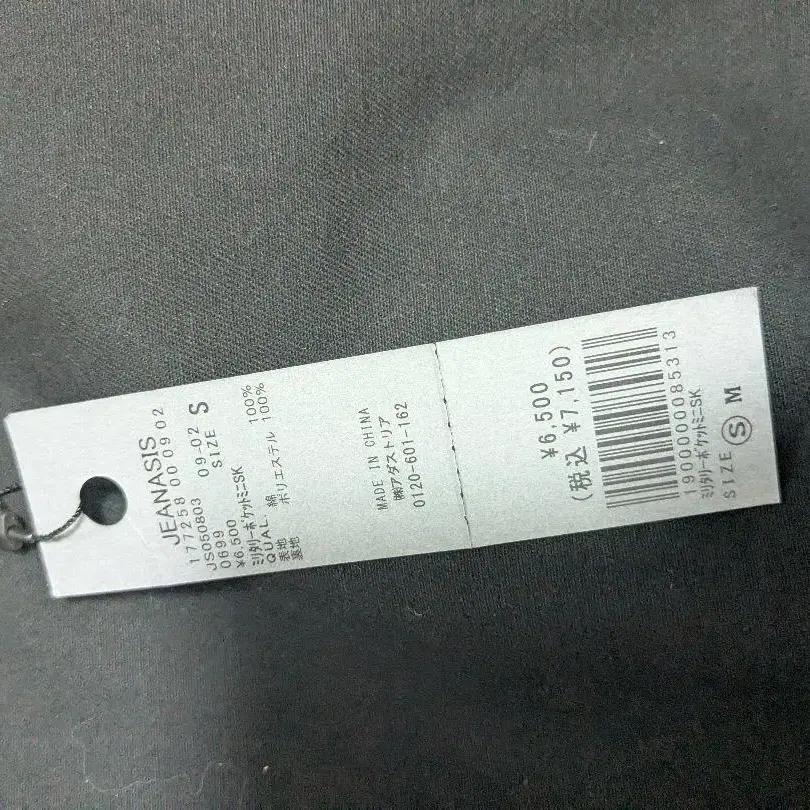 JEANASIS
177258 00 09 02
JS050803 09-02
0699 SIZE S
¥6,500
ﾐﾘﾀﾘｰﾎﾟｹｯﾄﾐﾆSK
QUAL
表地 綿 100%
裏地 ポリエステル 100%
MADE IN CHINA
㈱アダストリア
0120-601-162
¥6,500
(税込 ¥7,150)
1900000085313
ﾐﾘﾀﾘｰﾎﾟｹｯﾄﾐﾆSK
SIZE S M